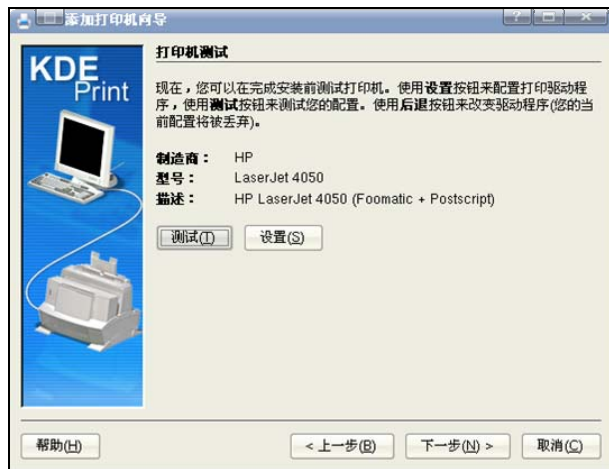 添加打印机向导
KDE
Print
打印机测试
现在，您可以在完成安装前测试打印机。使用设置按钮来配置打印驱动程
序，使用测试按钮来测试您的配置。使用后退按钮来改变驱动程序(您的当
前配置将被丢弃)。
制造商： HP
型号： LaserJet 4050
描述： HP LaserJet 4050 (Foomatic + Postscript)
测试(T) 设置(S)
帮助(H) < 上一步(B) 下一步(N) > 取消(C)